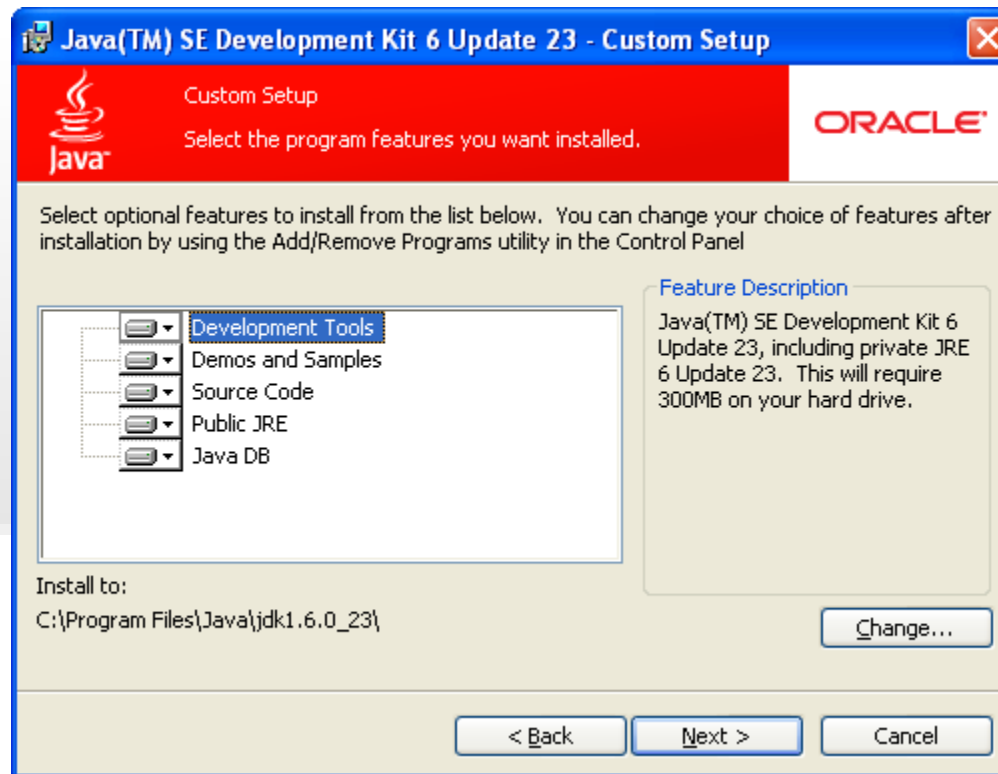 Java(TM) SE Development Kit 6 Update 23 - Custom Setup
Custom Setup
Select the program features you want installed.
Java™
ORACLE®
Select optional features to install from the list below.  You can change your choice of features after
installation by using the Add/Remove Programs utility in the Control Panel
Development Tools
Demos and Samples
Source Code
Public JRE
Java DB
Feature Description
Java(TM) SE Development Kit 6
Update 23, including private JRE
6 Update 23.  This will require
300MB on your hard drive.
Install to:
C:\Program Files\Java\jdk1.6.0_23\
Change...
< Back
Next >
Cancel